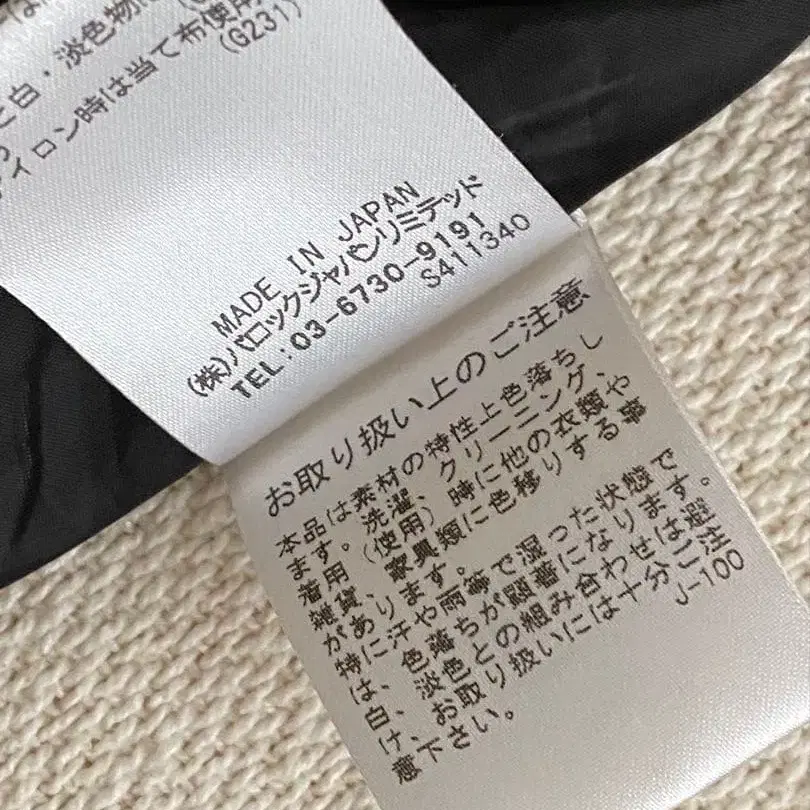 と白・淡色物に
アイロン時は当て布使用
(G231)
MADE IN JAPAN
(株)バロックジャパンリミテッド
TEL:03-6730-9191
S411340
お取り扱い上のご注意
本品は素材の特性上色落ちし
ます。洗濯、クリーニング、
着用(使用)時に他の衣類や
雑貨、家具類に色移りする事
があります。
特に汗や雨等で湿った状態で
は、色落ちが顕著になります。
白、淡色との組み合わせは避
け、お取り扱いには十分ご注
意下さい。
J-100